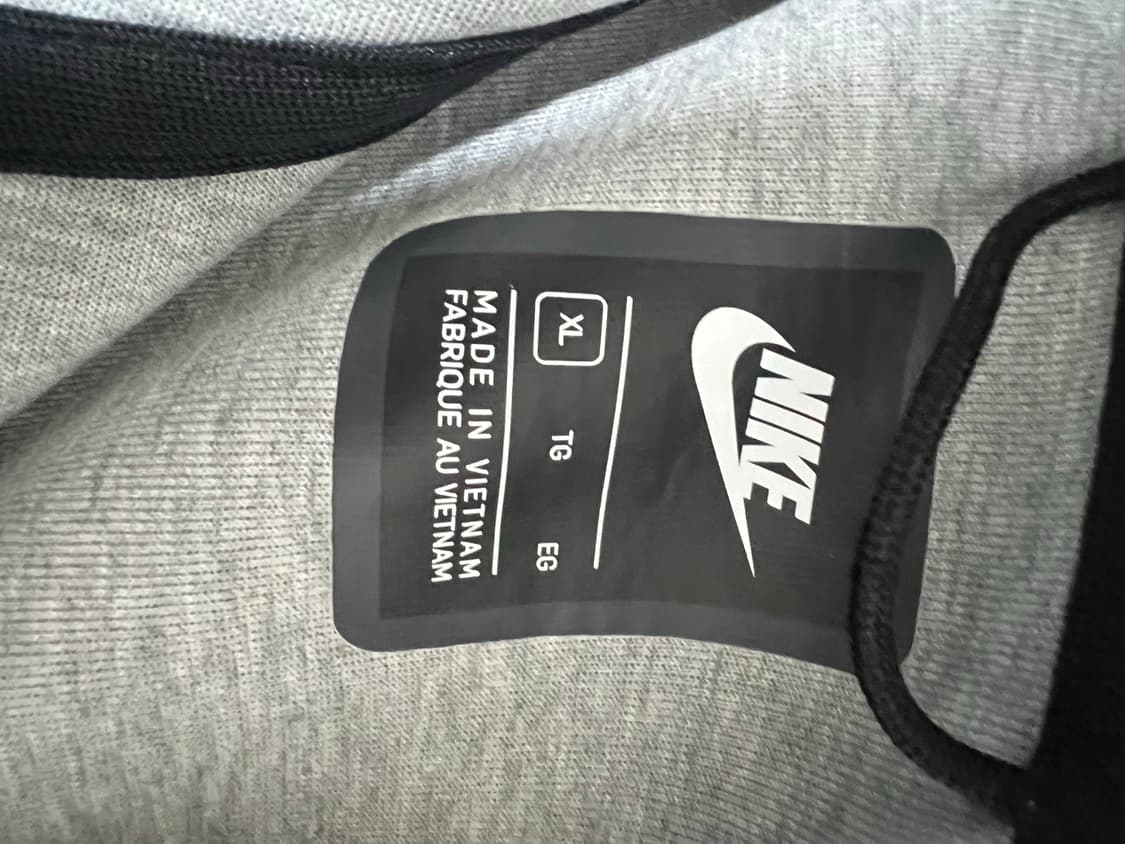 NIKE
XL TG EG
MADE IN VIETNAM
FABRIQUE AU VIETNAM